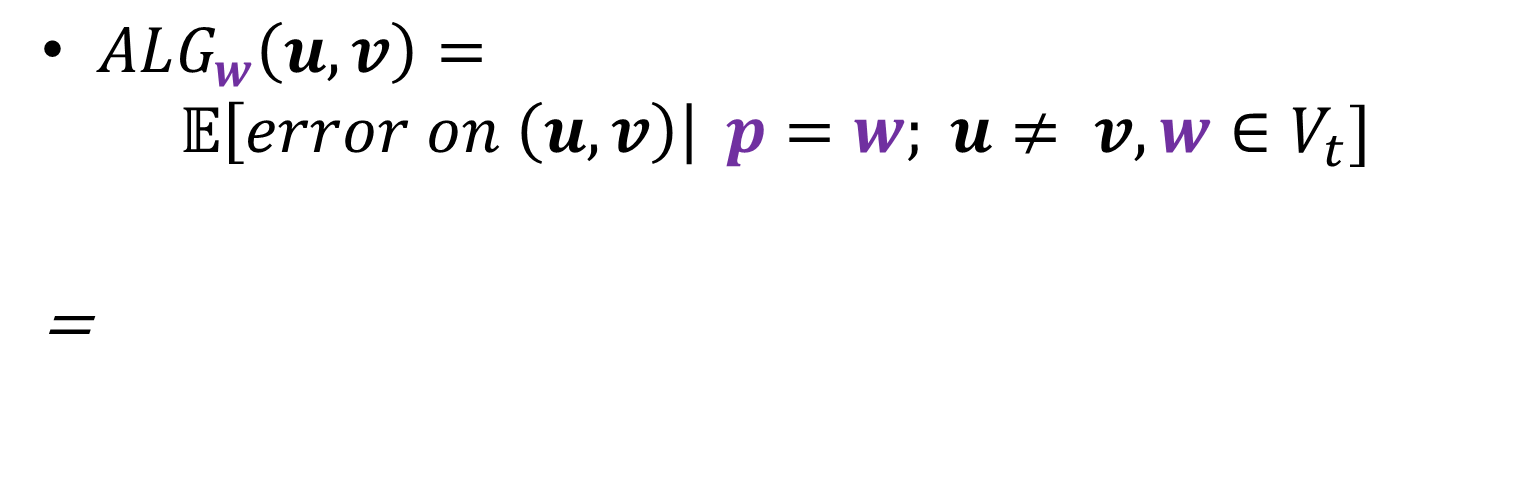 • ALG_w(u, v) =
𝔼[error on (u, v)| p = w; u ≠ v, w ∈ V_t]
=